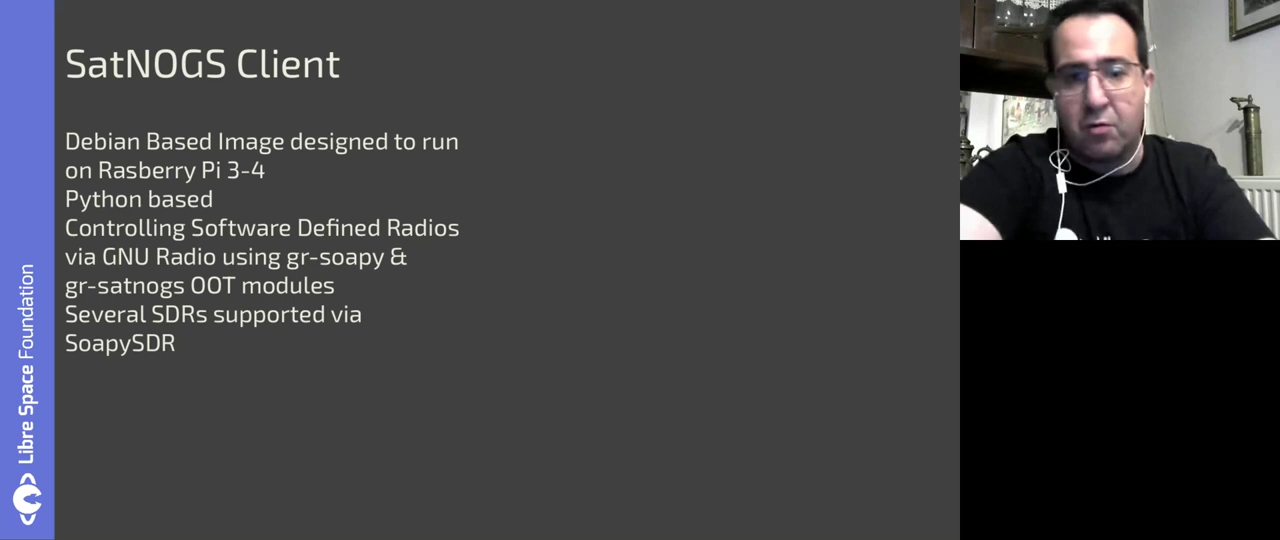 SatNOGS Client
Debian Based Image designed to run
on Rasberry Pi 3-4
Python based
Controlling Software Defined Radios
via GNU Radio using gr-soapy &
gr-satnogs OOT modules
Several SDRs supported via
SoapySDR
Libre Space Foundation